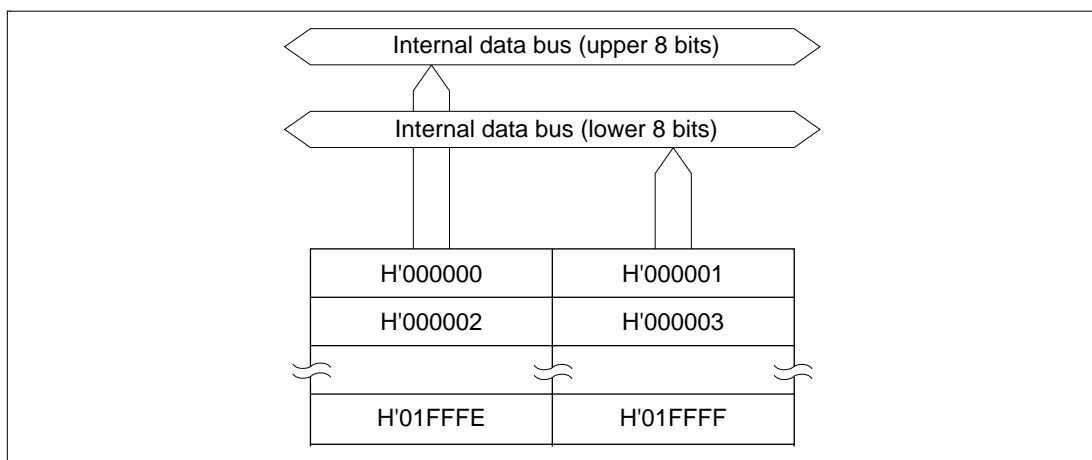 Internal data bus (upper 8 bits)
Internal data bus (lower 8 bits)
H'000000 H'000001
H'000002 H'000003
H'01FFFE H'01FFFF